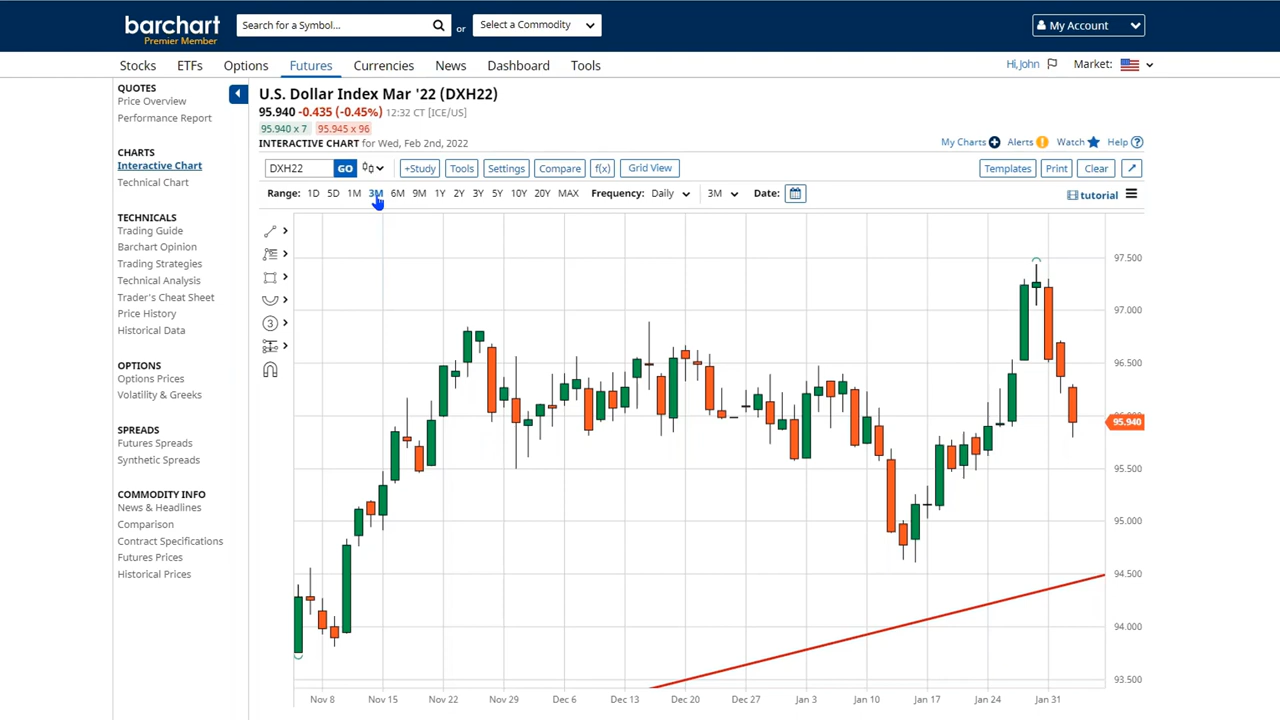 barchart
Premier Member
Search for a Symbol...
or
Select a Commodity
My Account
Stocks ETFs Options Futures Currencies News Dashboard Tools
Hi, John Market:
QUOTES
Price Overview
Performance Report
CHARTS
Interactive Chart
Technical Chart
TECHNICALS
Trading Guide
Barchart Opinion
Trading Strategies
Technical Analysis
Trader's Cheat Sheet
Price History
Historical Data
OPTIONS
Options Prices
Volatility & Greeks
SPREADS
Futures Spreads
Synthetic Spreads
COMMODITY INFO
News & Headlines
Comparison
Contract Specifications
Futures Prices
Historical Prices
U.S. Dollar Index Mar '22 (DXH22)
95.940 -0.435 (-0.45%) 12:32 CT [ICE/US]
95.940 x 7 95.945 x 96
INTERACTIVE CHART for Wed, Feb 2nd, 2022
My Charts Alerts Watch Help
DXH22 GO +Study Tools Settings Compare f(x) Grid View Templates Print Clear
Range: 1D 5D 1M 3M 6M 9M 1Y 2Y 3Y 5Y 10Y 20Y MAX Frequency: Daily 3M Date: tutorial
3
97.500
97.000
96.500
96.000
95.940
95.500
95.000
94.500
94.000
93.500
Nov 8 Nov 15 Nov 22 Nov 29 Dec 6 Dec 13 Dec 20 Dec 27 Jan 3 Jan 10 Jan 17 Jan 24 Jan 31